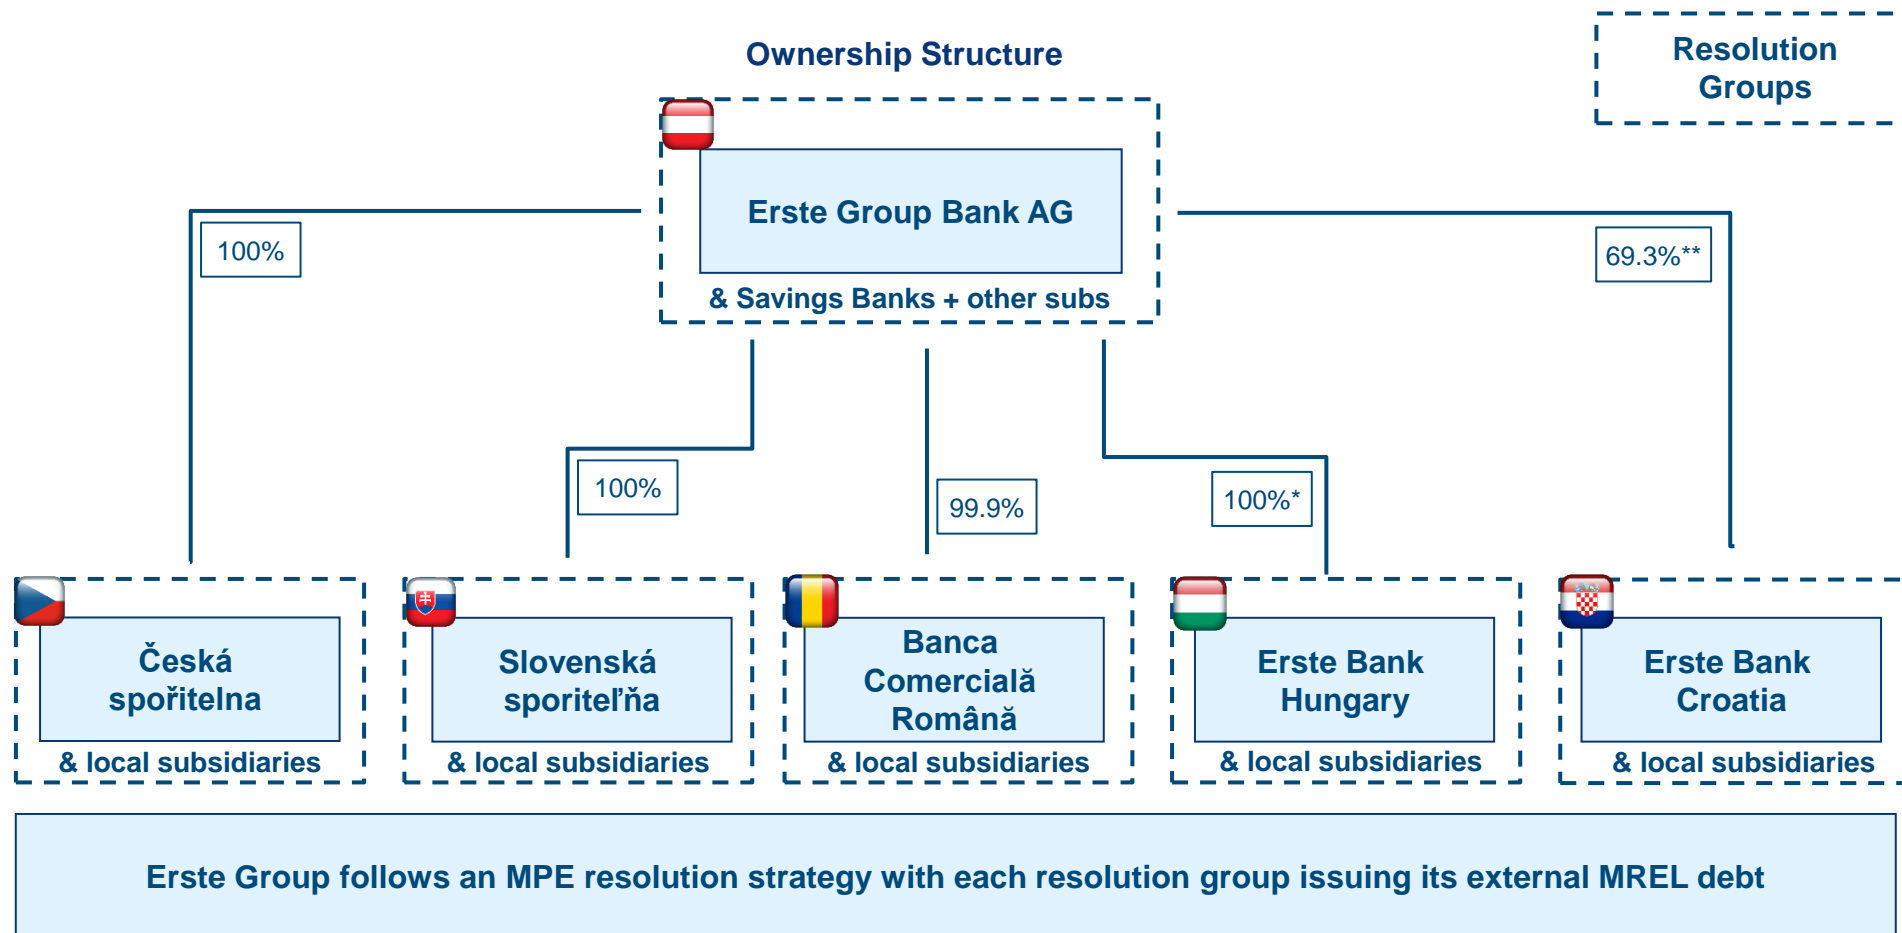 Ownership Structure
Resolution
Groups
Erste Group Bank AG
& Savings Banks + other subs
100%
69.3%**
100%
99.9%
100%*
Česká
spořitelna
& local subsidiaries
Slovenská
sporiteľňa
& local subsidiaries
Banca
Comercială
Română
& local subsidiaries
Erste Bank
Hungary
& local subsidiaries
Erste Bank
Croatia
& local subsidiaries
Erste Group follows an MPE resolution strategy with each resolution group issuing its external MREL debt